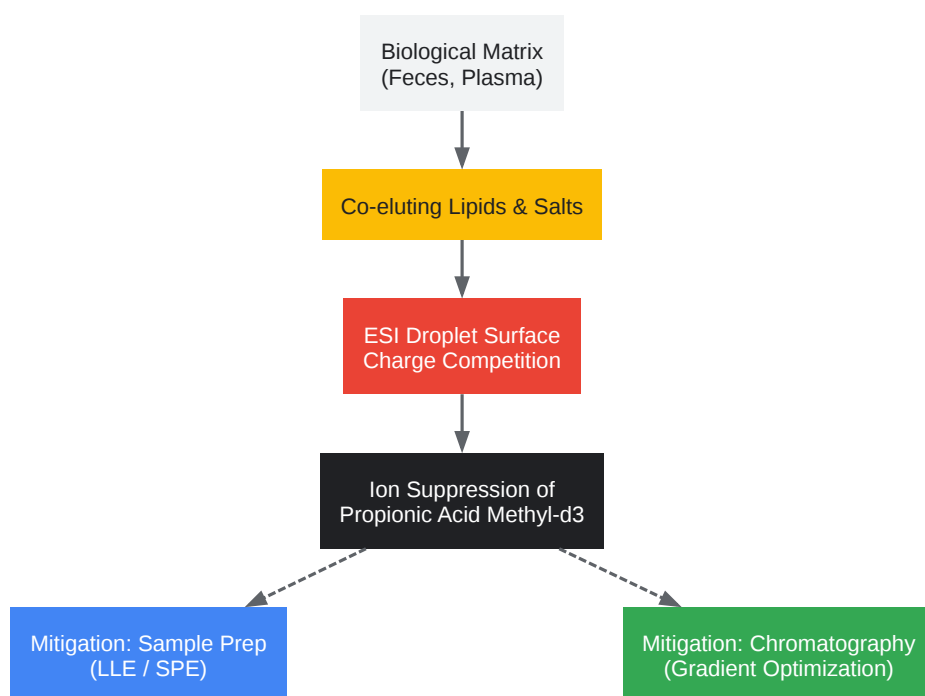 Biological Matrix
(Feces, Plasma)
Co-eluting Lipids & Salts
ESI Droplet Surface
Charge Competition
Ion Suppression of
Propionic Acid Methyl-d3
Mitigation: Sample Prep
(LLE / SPE)
Mitigation: Chromatography
(Gradient Optimization)